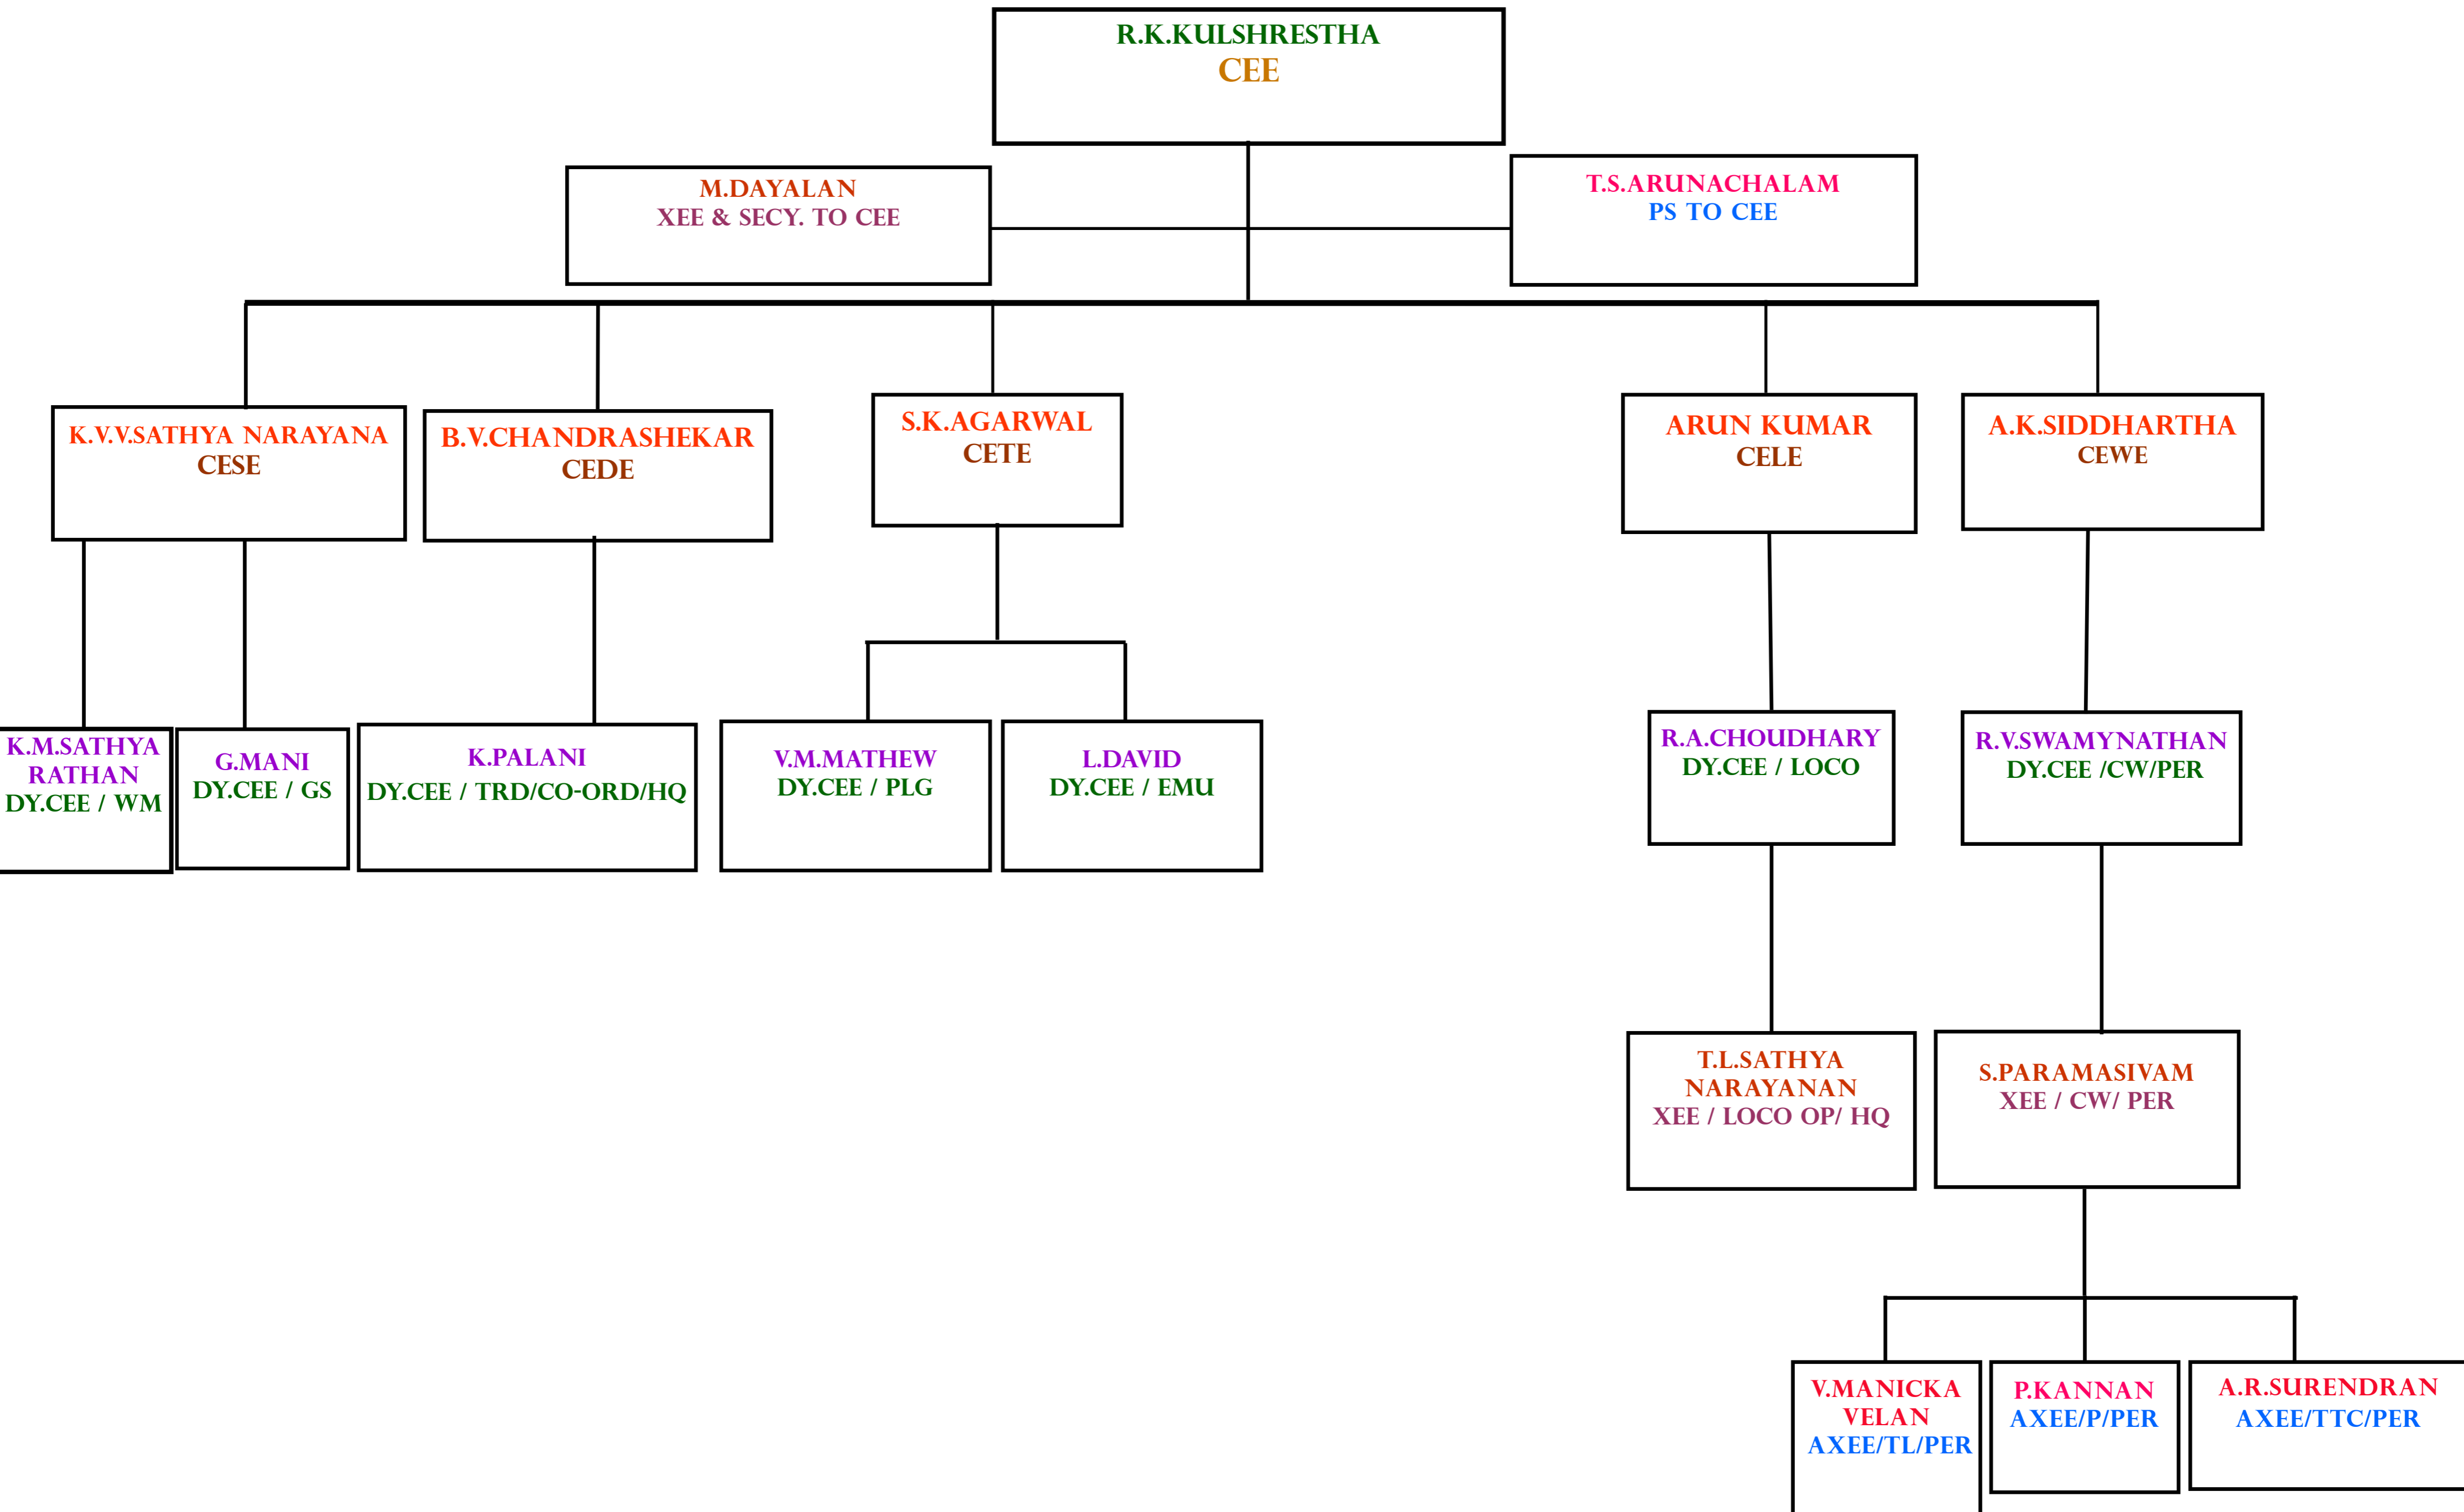 R.K.KULSHRESTHA
CEE
M.DAYALAN
XEE & SECY. TO CEE
T.S.ARUNACHALAM
PS TO CEE
K.V.V.SATHYA NARAYANA
CESE
B.V.CHANDRASHEKAR
CEDE
S.K.AGARWAL
CETE
ARUN KUMAR
CELE
A.K.SIDDHARTHA
CEWE
K.M.SATHYA
RATHAN
DY.CEE / WM
G.MANI
DY.CEE / GS
K.PALANI
DY.CEE / TRD/CO-ORD/HQ
V.M.MATHEW
DY.CEE / PLG
L.DAVID
DY.CEE / EMU
R.A.CHOUDHARY
DY.CEE / LOCO
R.V.SWAMYNATHAN
DY.CEE /CW/PER
T.L.SATHYA
NARAYANAN
XEE / LOCO OP/ HQ
S.PARAMASIVAM
XEE / CW/ PER
V.MANICKA
VELAN
AXEE/TL/PER
P.KANNAN
AXEE/P/PER
A.R.SURENDRAN
AXEE/TTC/PER